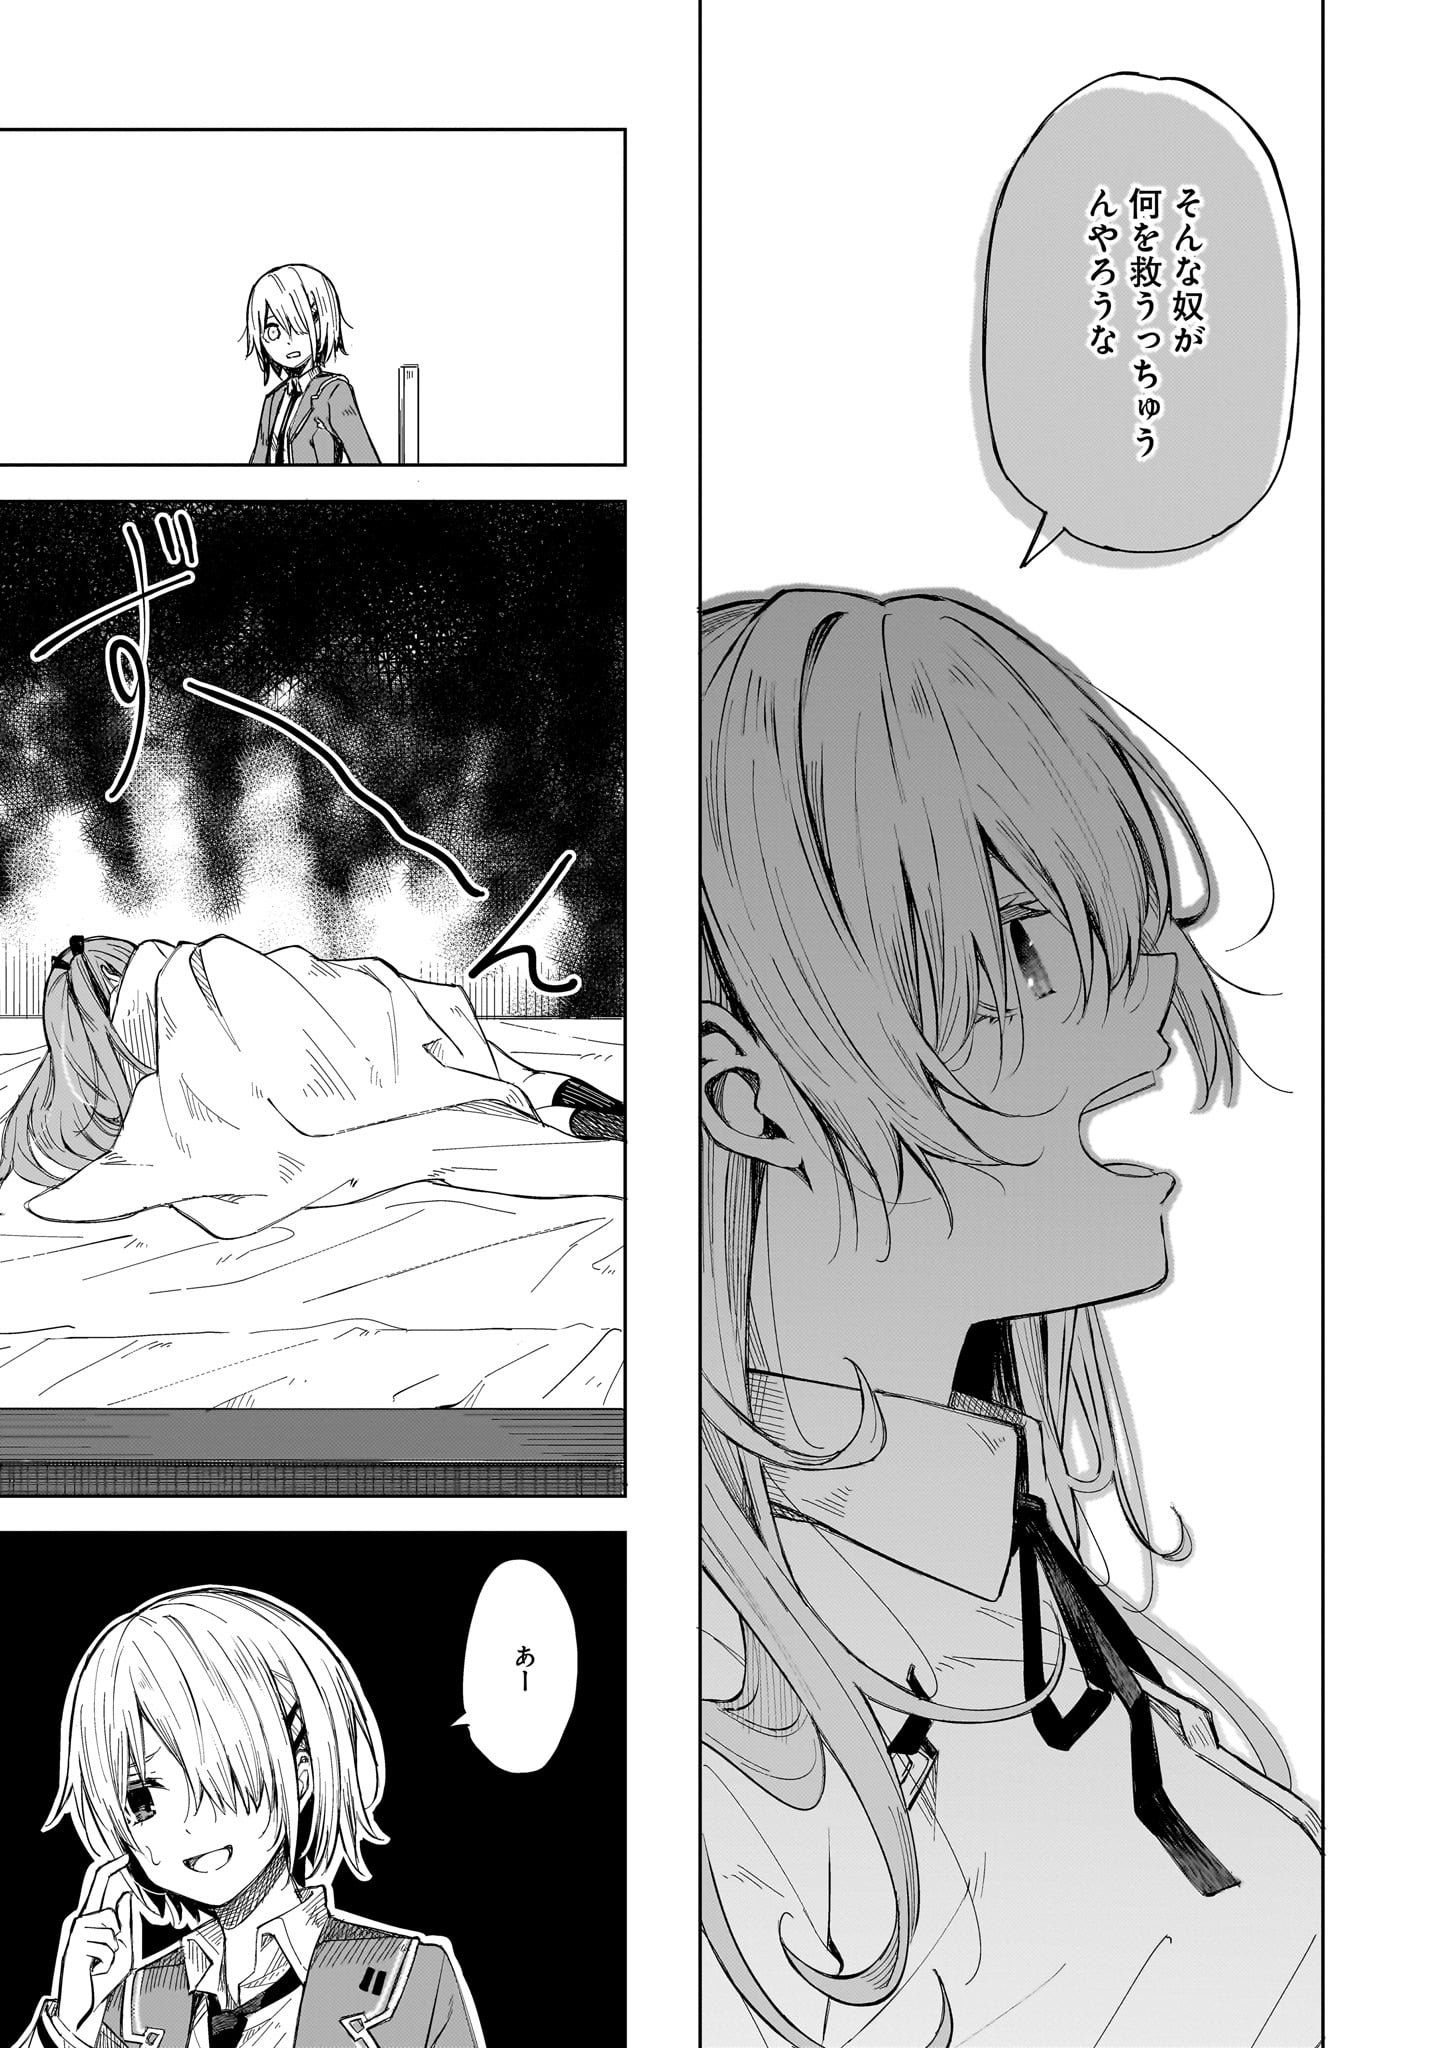 そんな奴が
何を救うっちゅう
んやろうな
ず〜ん
あー